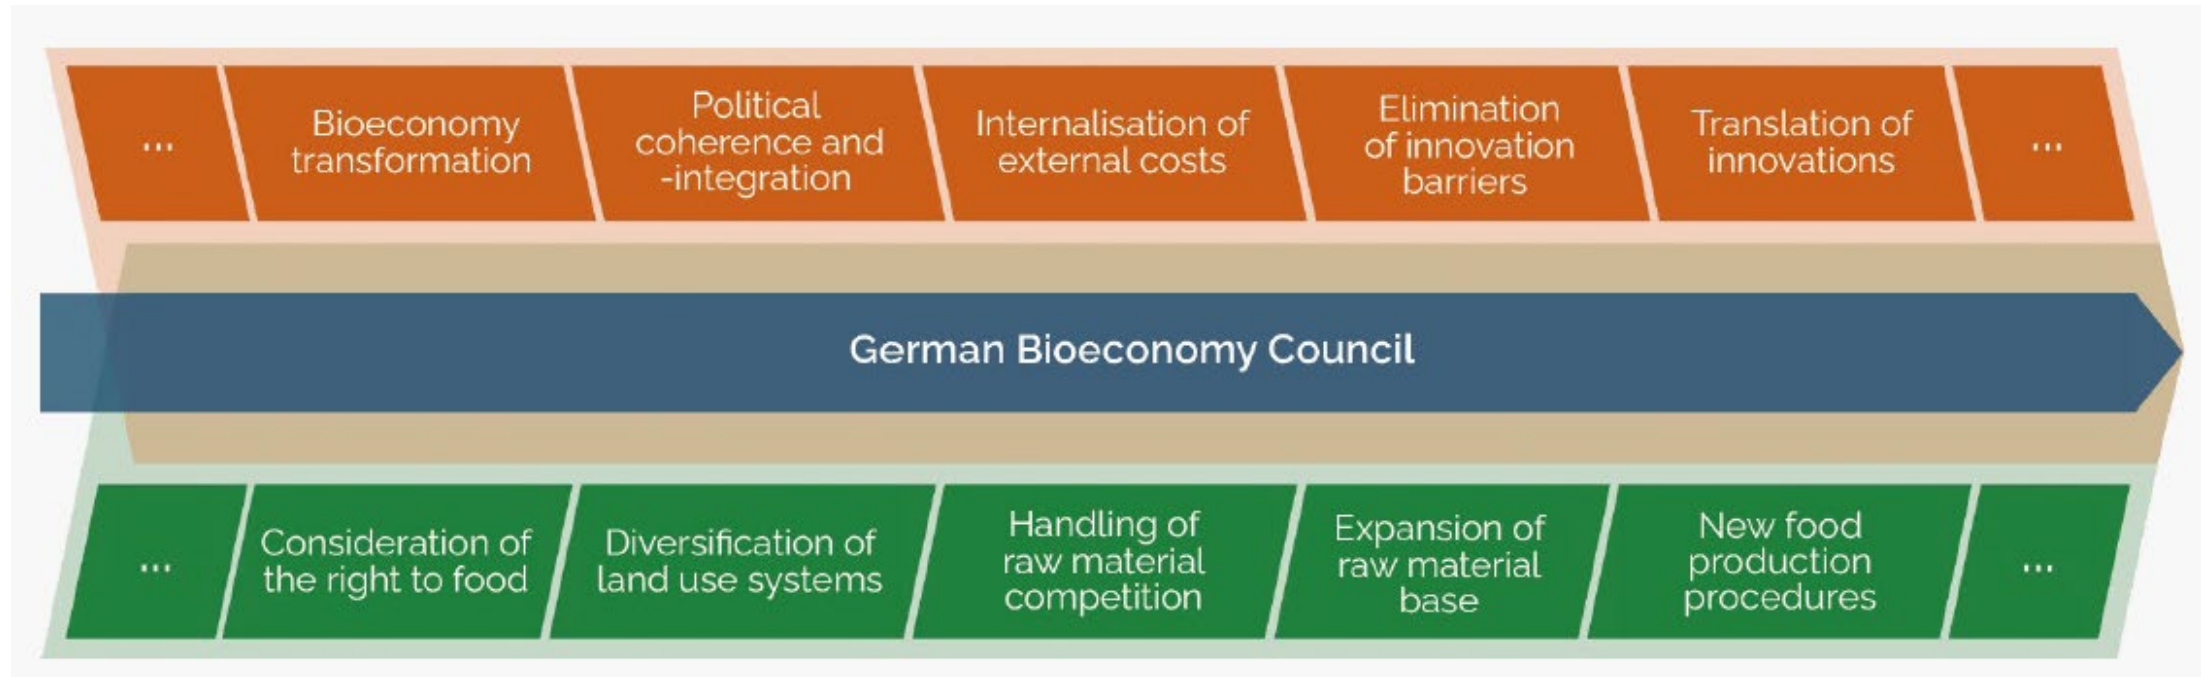 ...
Bioeconomy
transformation
Political
coherence and
-integration
Internalisation of
external costs
Elimination
of innovation
barriers
Translation of
innovations
...
German Bioeconomy Council
...
Consideration of
the right to food
Diversification of
land use systems
Handling of
raw material
competition
Expansion of
raw material
base
New food
production
procedures
...